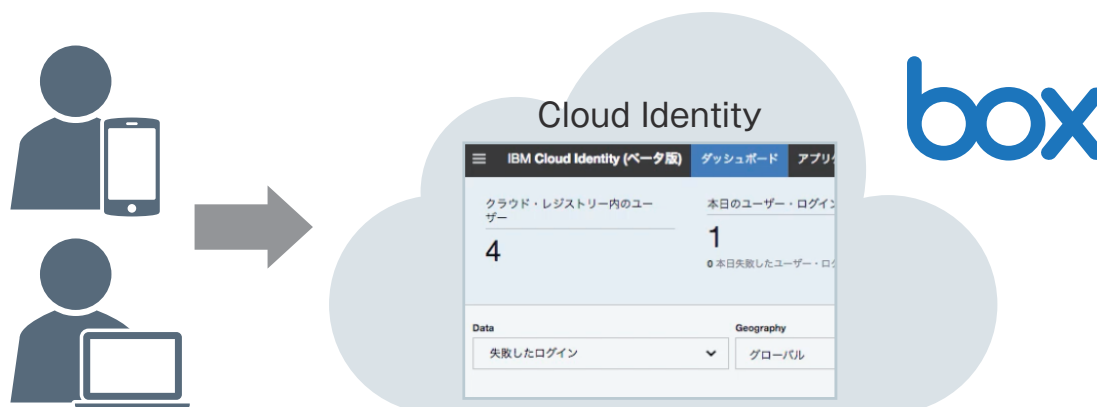 Cloud Identity
box
IBM Cloud Identity (ベータ版)
ダッシュボード
アプリ
クラウド・レジストリー内のユー
ザー
4
本日のユーザー・ログイン
1
0 本日失敗したユーザー・ログ
Data
失敗したログイン
Geography
グローバル